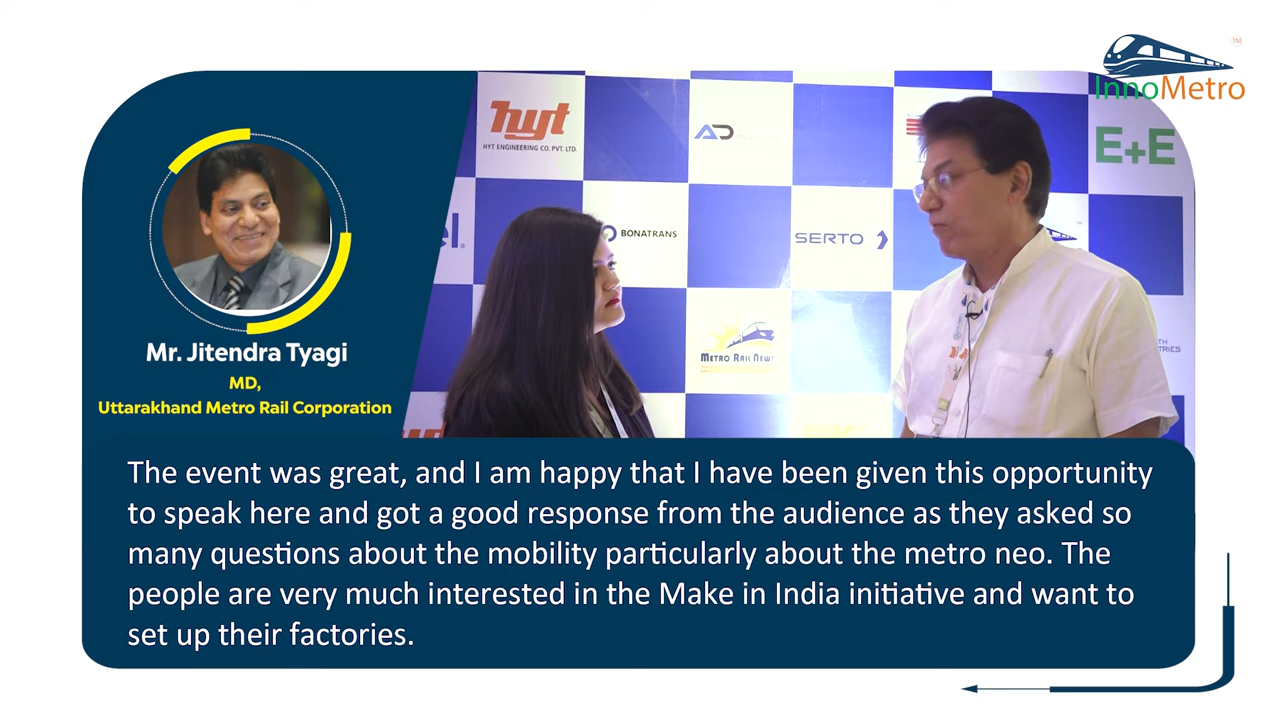 InnoMetro
TM
hyt
HYT ENGINEERING CO. PVT. LTD.
AD
E+E
BONATRANS
SERTO
METRO RAIL NEWS
Mr. Jitendra Tyagi
MD,
Uttarakhand Metro Rail Corporation
The event was great, and I am happy that I have been given this opportunity
to speak here and got a good response from the audience as they asked so
many questions about the mobility particularly about the metro neo. The
people are very much interested in the Make in India initiative and want to
set up their factories.